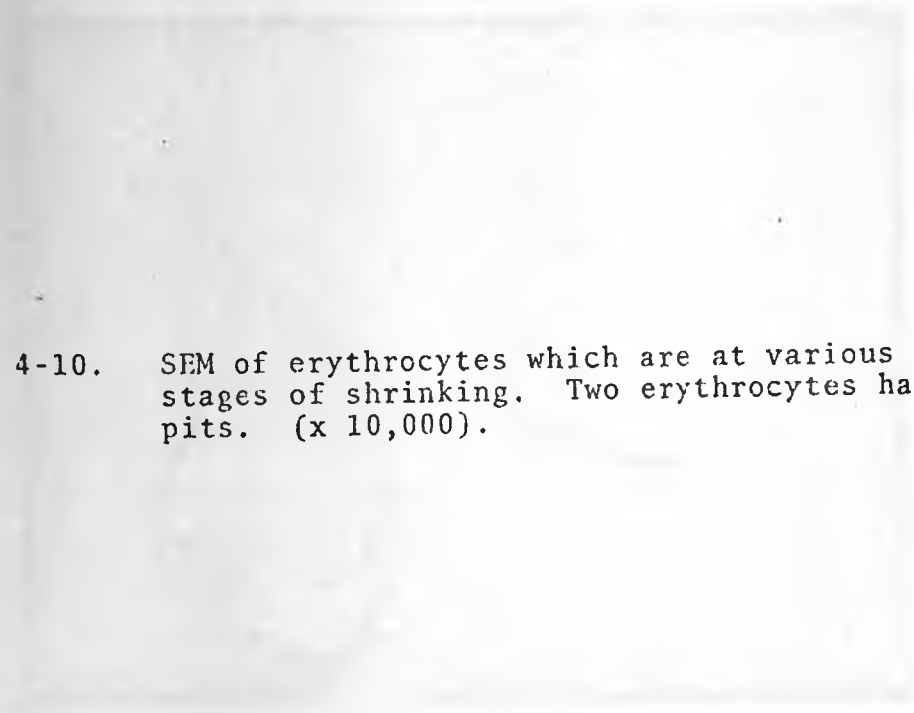 4-10. SEM of erythrocytes which are at various
stages of shrinking. Two erythrocytes ha
pits. (x 10,000).